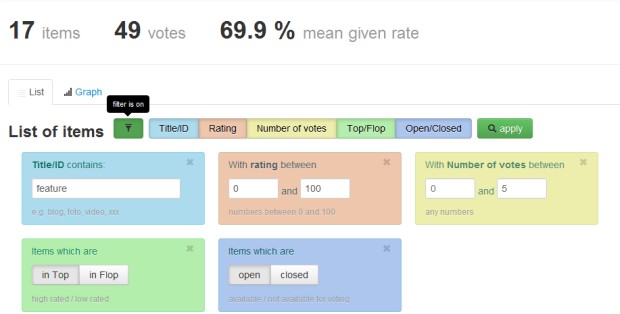 17 items 49 votes 69.9 % mean given rate
List Graph
filter is on
List of items Title/ID Rating Number of votes Top/Flop Open/Closed apply
Title/ID contains: × With rating between × With Number of votes between ×
feature 0 and 100 0 and 5
e.g. blog, foto, video, xxx numbers between 0 and 100 any numbers
Items which are × Items which are ×
in Top in Flop open closed
high rated / low rated available / not available for voting